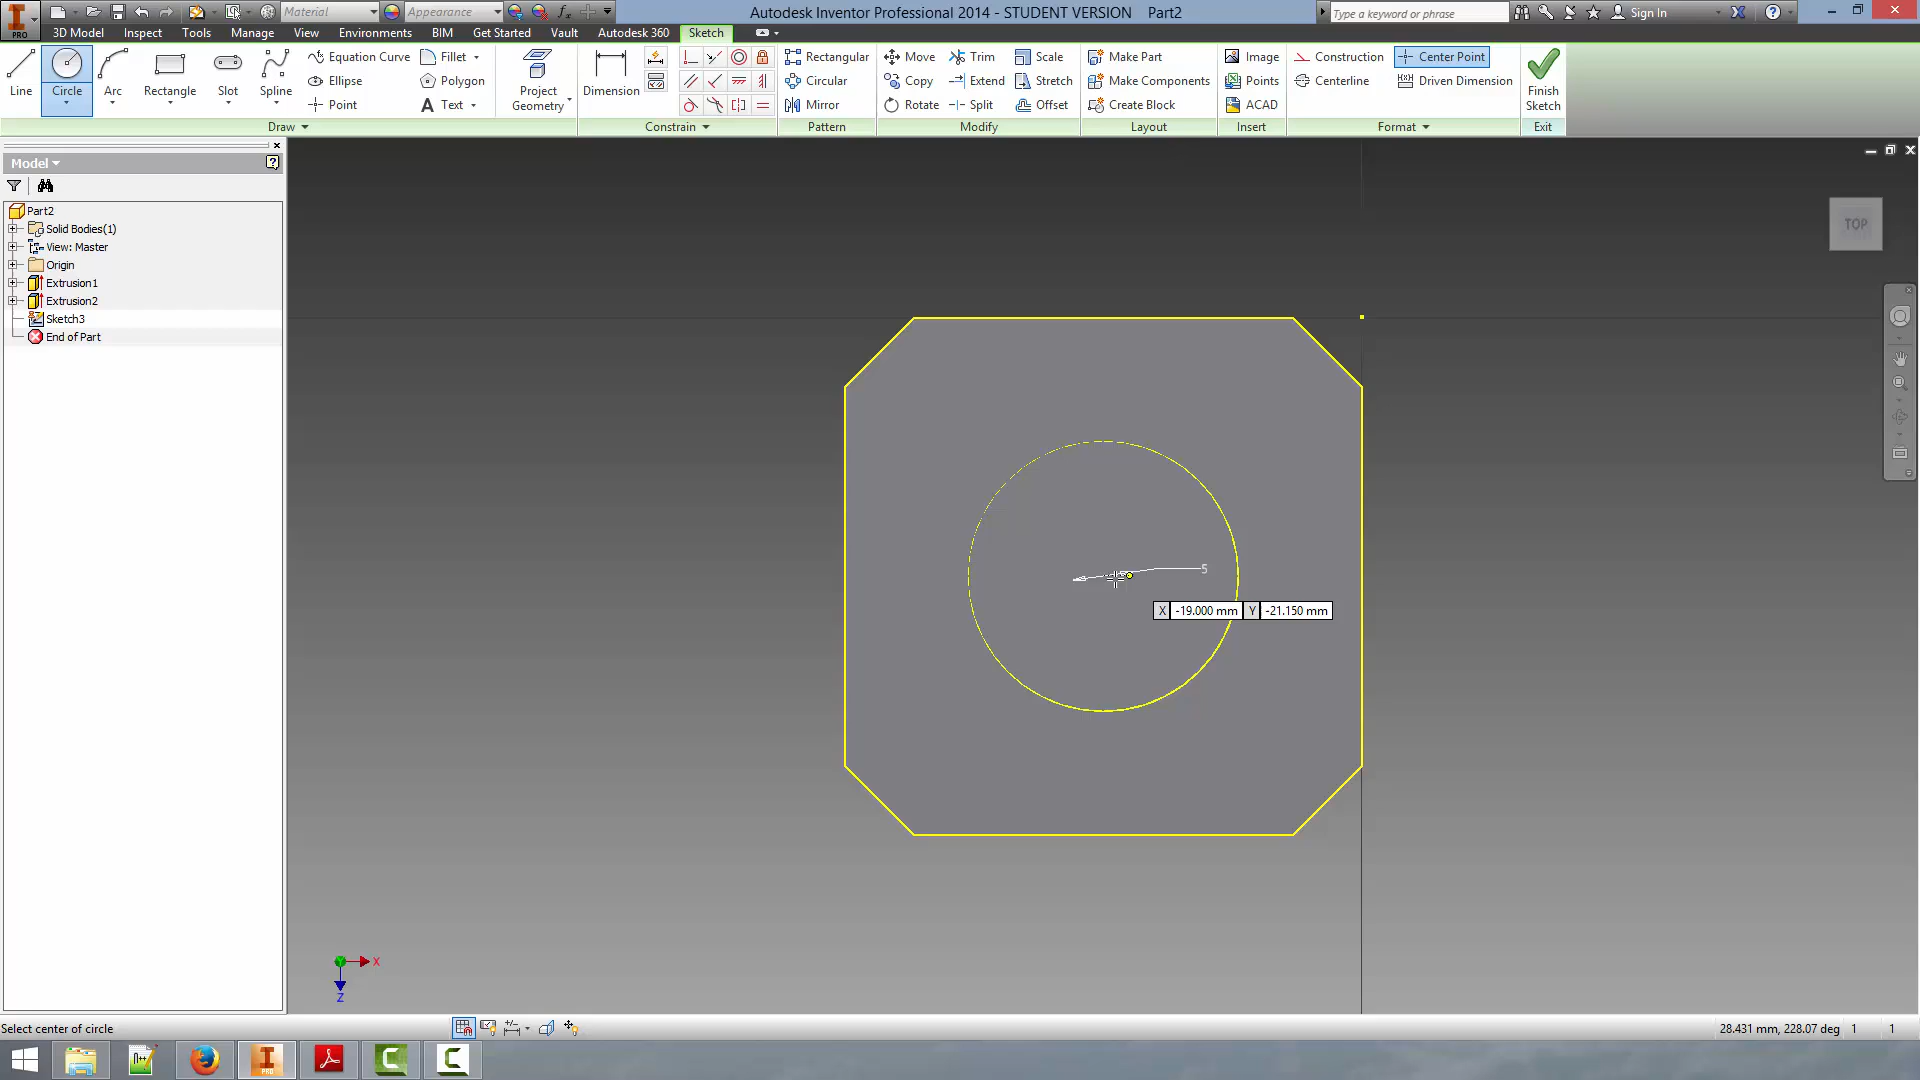 Material
Appearance
Autodesk Inventor Professional 2014 - STUDENT VERSION Part2
Type a keyword or phrase
Sign In
PRO
3D Model Inspect Tools Manage View Environments BIM Get Started Vault Autodesk 360 Sketch
Line
Circle
Arc
Rectangle
Slot
Spline
Equation Curve
Ellipse
Point
Fillet
Polygon
Text
Project
Geometry
Dimension
Rectangular
Circular
Mirror
Move
Copy
Rotate
Trim
Extend
Split
Scale
Stretch
Offset
Make Part
Make Components
Create Block
Image
Points
ACAD
Construction
Centerline
Center Point
Driven Dimension
Finish
Sketch
Draw
Constrain
Pattern
Modify
Layout
Insert
Format
Exit
Model
Part2
Solid Bodies(1)
View: Master
Origin
Extrusion1
Extrusion2
Sketch3
End of Part
TOP
5
X -19.000 mm Y -21.150 mm
X
Z
Select center of circle
28.431 mm, 228.07 deg 1 1
PRO